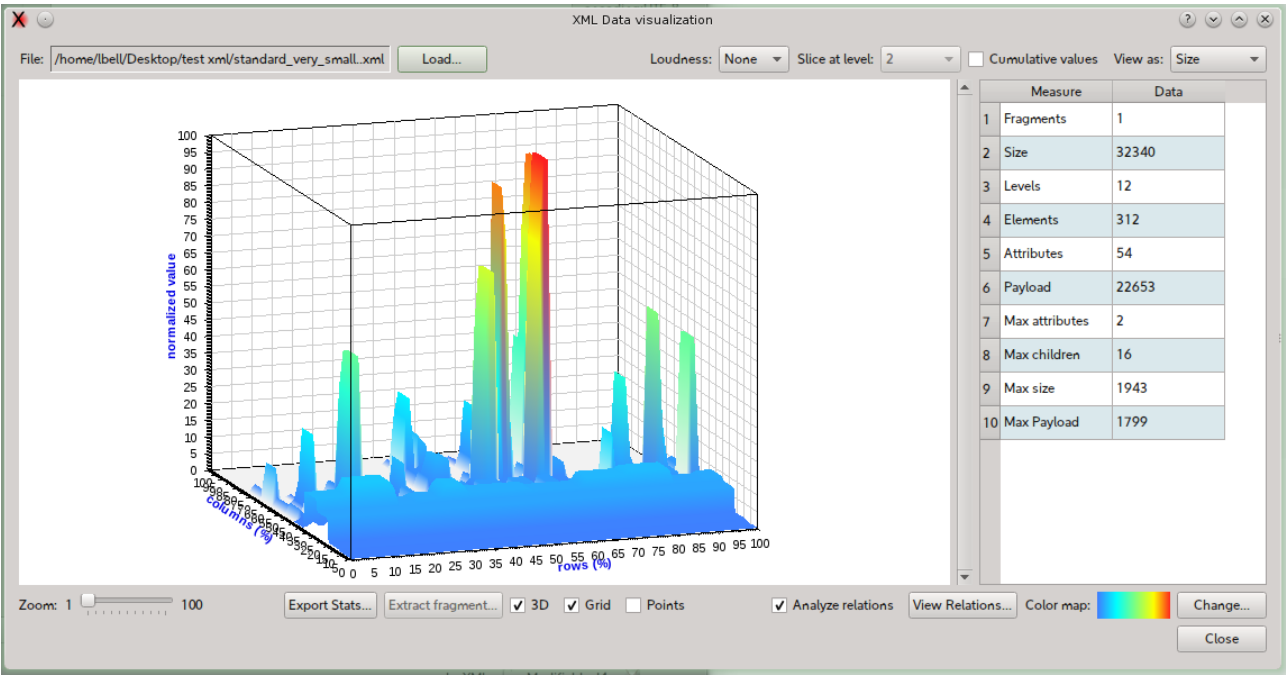 XML Data visualization
File: /home/lbell/Desktop/test xml/standard_very_small..xml Load... Loudness: None Slice at level: 2 Cumulative values View as: Size
Measure Data
1 Fragments 1
2 Size 32340
3 Levels 12
4 Elements 312
5 Attributes 54
6 Payload 22653
7 Max attributes 2
8 Max children 16
9 Max size 1943
10 Max Payload 1799
normalized value
100
95
90
85
80
75
70
65
60
55
50
45
40
35
30
25
20
15
10
5
0
columns (%)
0 5 10 15 20 25 30 35 40 45 50 55 60 65 70 75 80 85 90 95 100
rows (%)
Zoom: 1 100 Export Stats... Extract fragment... 3D Grid Points Analyze relations View Relations... Color map: Change...
Close